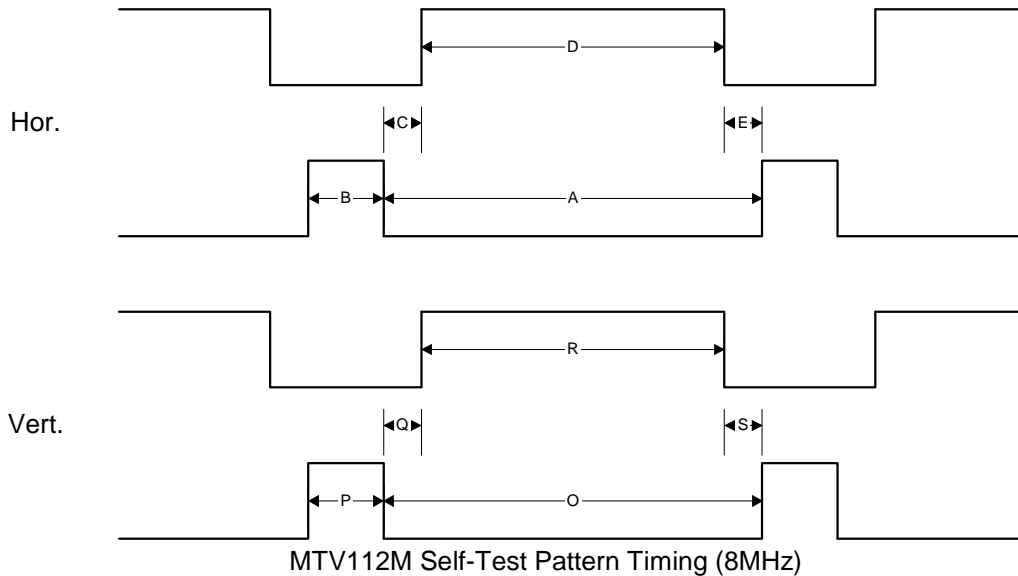 D
Hor.
C E
B A
R
Vert.
Q S
P O
MTV112M Self-Test Pattern Timing (8MHz)